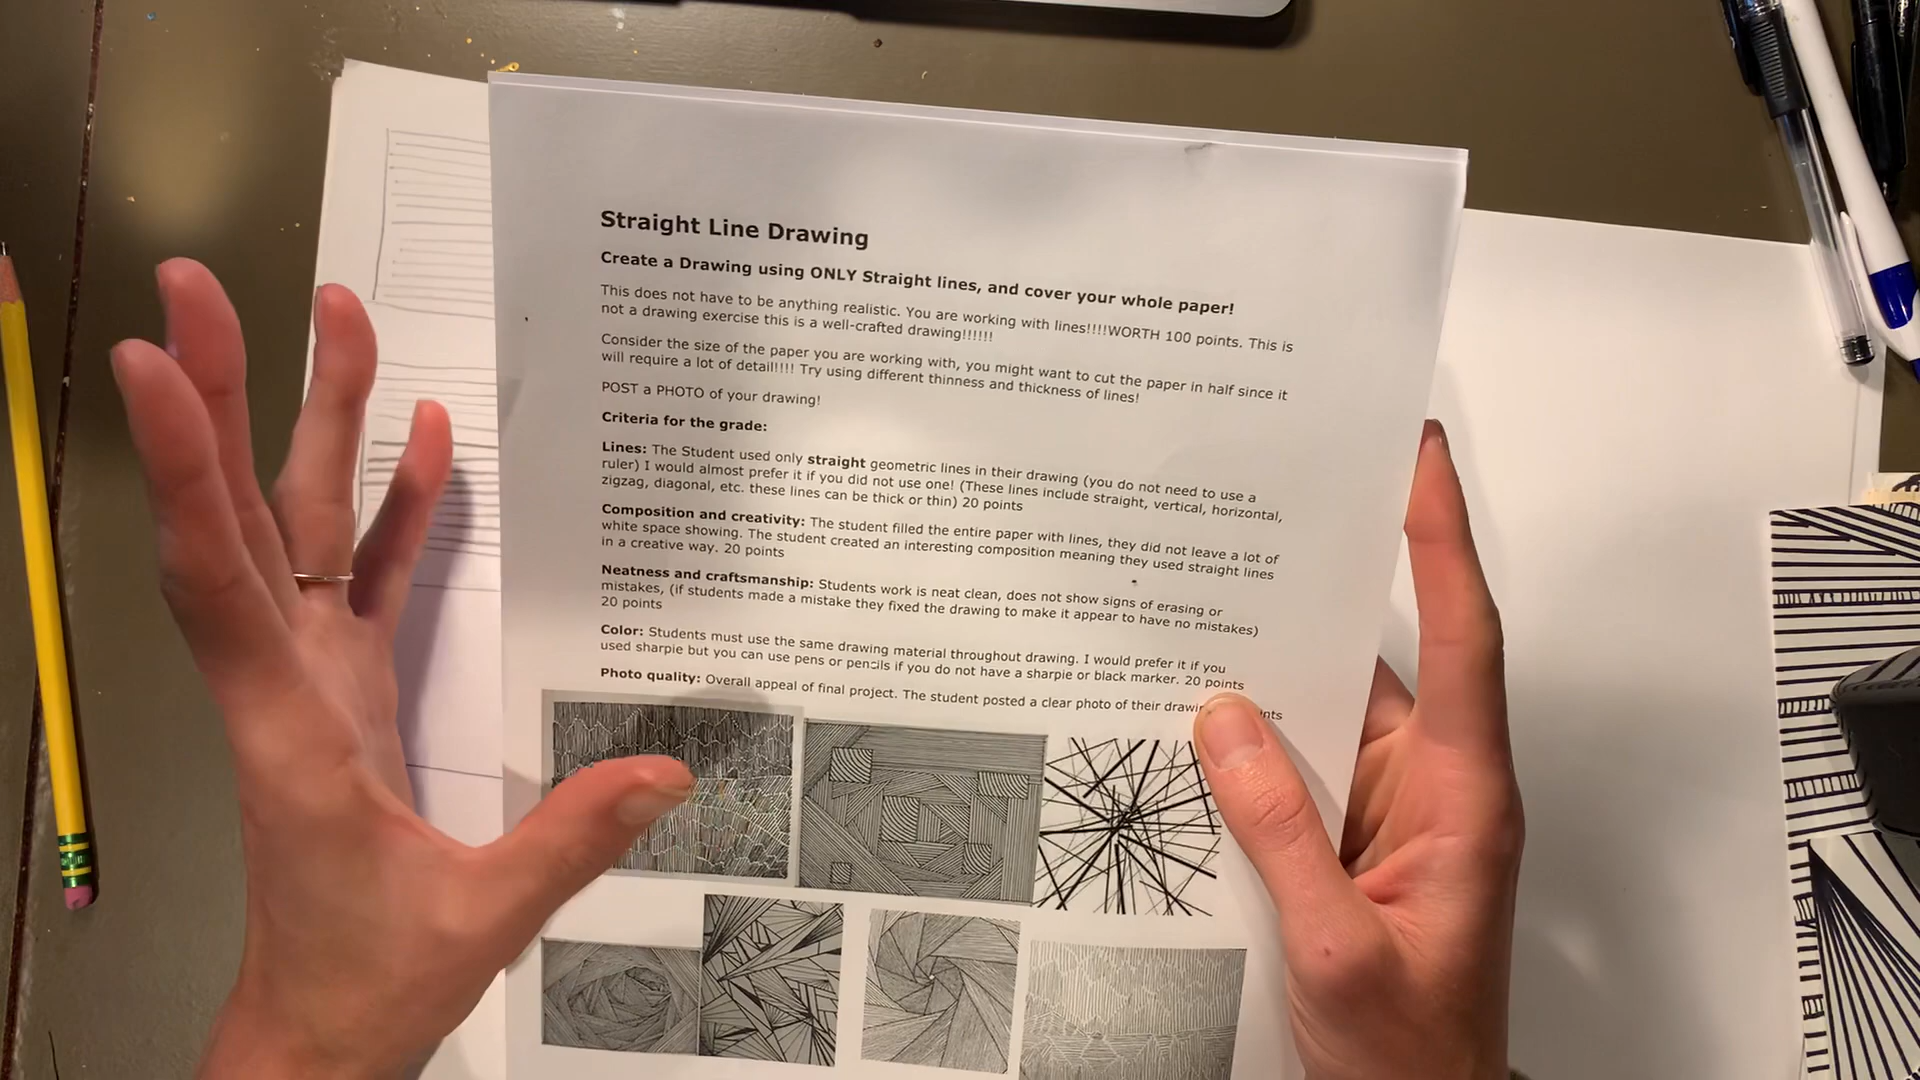 Straight Line Drawing
Create a Drawing using ONLY Straight lines, and cover your whole paper!
This does not have to be anything realistic. You are working with lines!!!!WORTH 100 points. This is
not a drawing exercise this is a well-crafted drawing!!!!!!
Consider the size of the paper you are working with, you might want to cut the paper in half since it
will require a lot of detail!!!! Try using different thinness and thickness of lines!
POST a PHOTO of your drawing!
Criteria for the grade:
Lines: The Student used only straight geometric lines in their drawing (you do not need to use a
ruler) I would almost prefer it if you did not use one! (These lines include straight, vertical, horizontal,
zigzag, diagonal, etc. these lines can be thick or thin) 20 points
Composition and creativity: The student filled the entire paper with lines, they did not leave a lot of
white space showing. The student created an interesting composition meaning they used straight lines
in a creative way. 20 points
Neatness and craftsmanship: Students work is neat clean, does not show signs of erasing or
mistakes, (if students made a mistake they fixed the drawing to make it appear to have no mistakes)
20 points
Color: Students must use the same drawing material throughout drawing. I would prefer it if you
used sharpie but you can use pens or pencils if you do not have a sharpie or black marker. 20 points
Photo quality: Overall appeal of final project. The student posted a clear photo of their